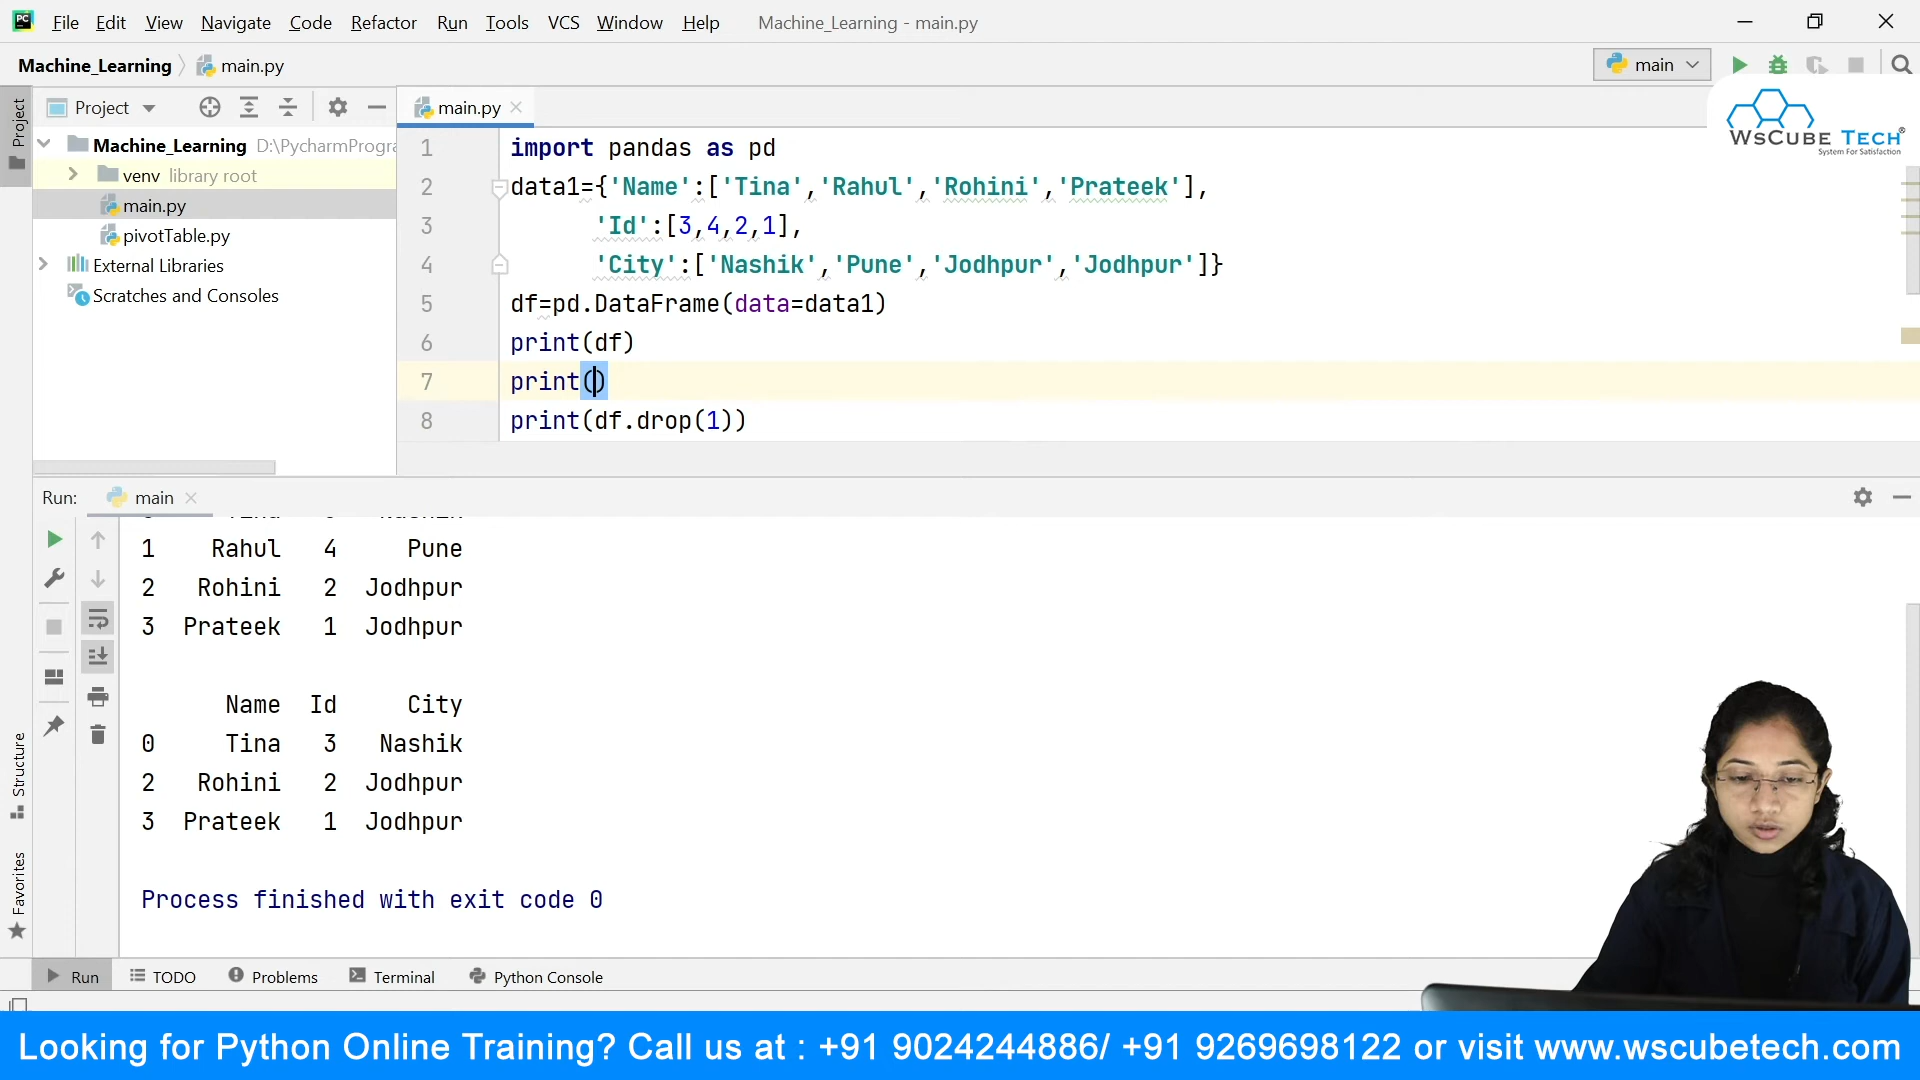 File Edit View Navigate Code Refactor Run Tools VCS Window Help Machine_Learning - main.py
Machine_Learning main.py main
Project main.py
WsCube Tech®
System For Satisfaction
Project
Machine_Learning D:\PycharmProgra
venv library root
main.py
pivotTable.py
External Libraries
Scratches and Consoles
1 import pandas as pd
2 data1={'Name':['Tina','Rahul','Rohini','Prateek'],
3 'Id':[3,4,2,1],
4 'City':['Nashik','Pune','Jodhpur','Jodhpur']}
5 df=pd.DataFrame(data=data1)
6 print(df)
7 print()
8 print(df.drop(1))
Run: main
1 Rahul 4 Pune
2 Rohini 2 Jodhpur
3 Prateek 1 Jodhpur
Name Id City
0 Tina 3 Nashik
2 Rohini 2 Jodhpur
3 Prateek 1 Jodhpur
Process finished with exit code 0
Structure
Favorites
Run TODO Problems Terminal Python Console
Looking for Python Online Training? Call us at : +91 9024244886/ +91 9269698122 or visit www.wscubetech.com